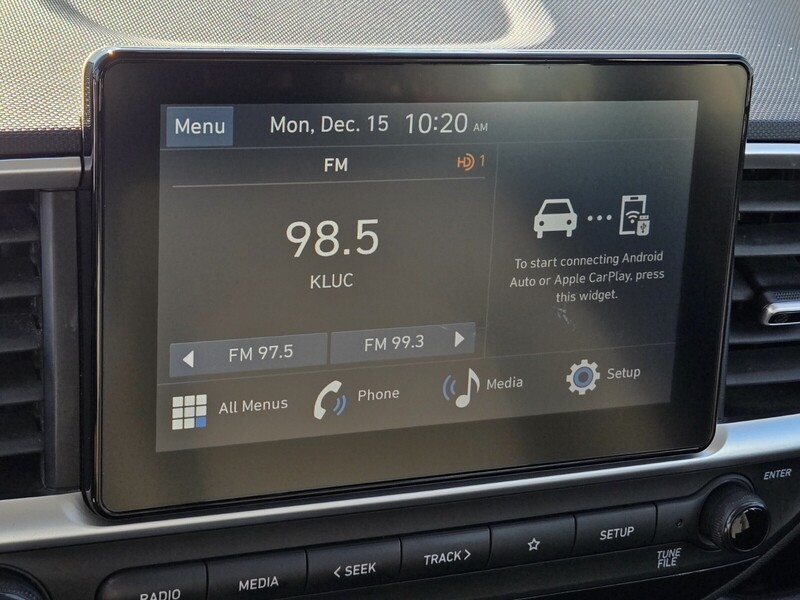 Menu
Mon, Dec. 15 10:20 AM
FM
HD 1
98.5
KLUC
To start connecting Android
Auto or Apple CarPlay, press
this widget.
FM 97.5
FM 99.3
All Menus
Phone
Media
Setup
ENTER
RADIO
MEDIA
< SEEK
TRACK >
SETUP
TUNE
FILE